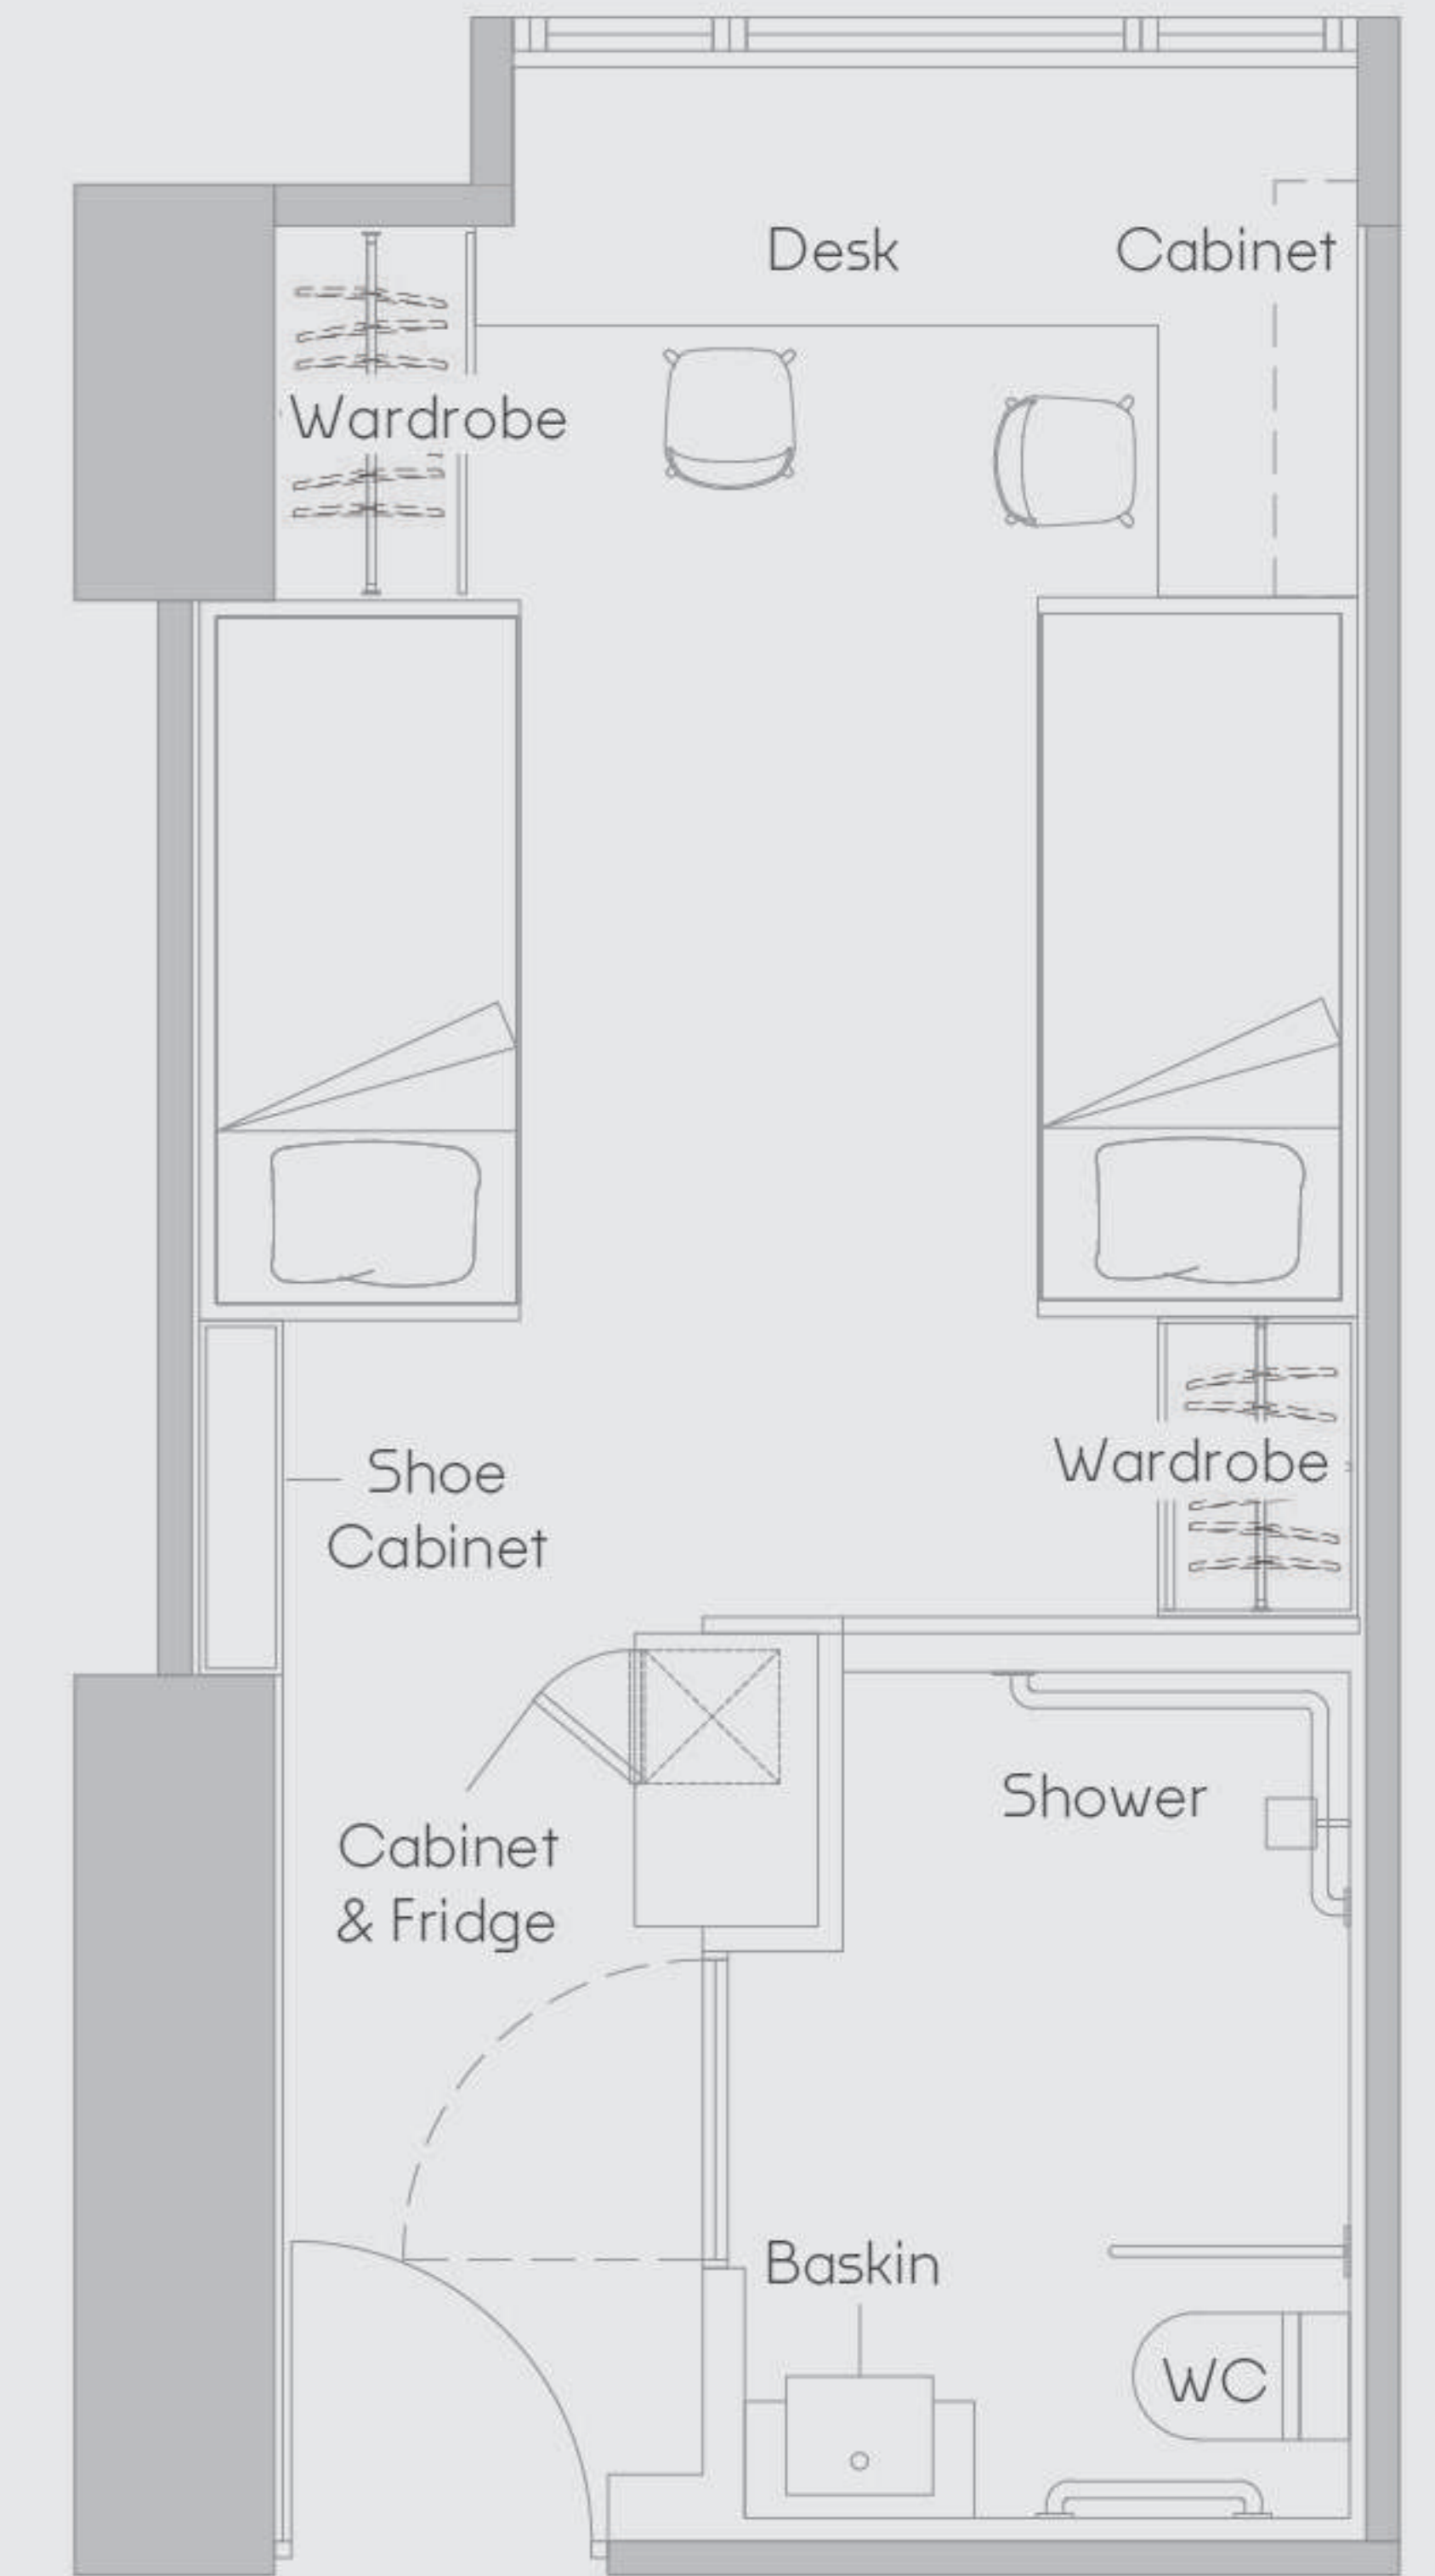 Desk
Cabinet
Wardrobe
Shoe
Cabinet
Wardrobe
Shower
Cabinet
& Fridge
Baskin
WC